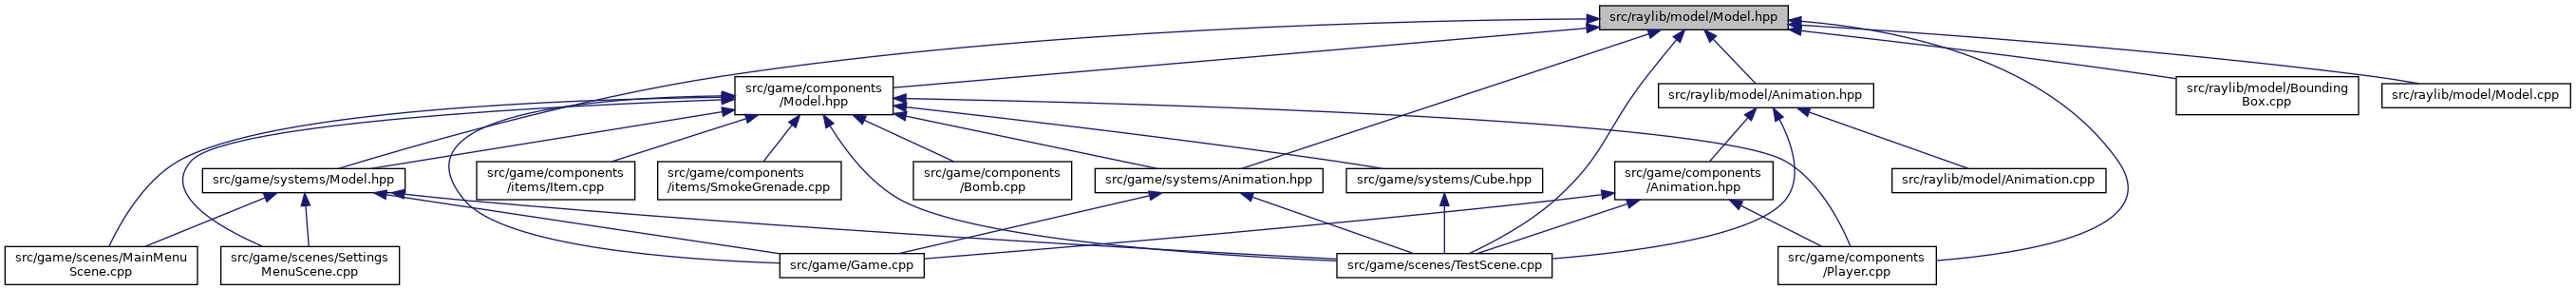 src/raylib/model/Model.hpp
src/game/components
/Model.hpp
src/raylib/model/Animation.hpp
src/raylib/model/Bounding
Box.cpp
src/raylib/model/Model.cpp
src/game/systems/Model.hpp
src/game/components
/items/Item.cpp
src/game/components
/items/SmokeGrenade.cpp
src/game/components
/Bomb.cpp
src/game/systems/Animation.hpp
src/game/systems/Cube.hpp
src/game/components
/Animation.hpp
src/raylib/model/Animation.cpp
src/game/scenes/MainMenu
Scene.cpp
src/game/scenes/Settings
MenuScene.cpp
src/game/Game.cpp
src/game/scenes/TestScene.cpp
src/game/components
/Player.cpp